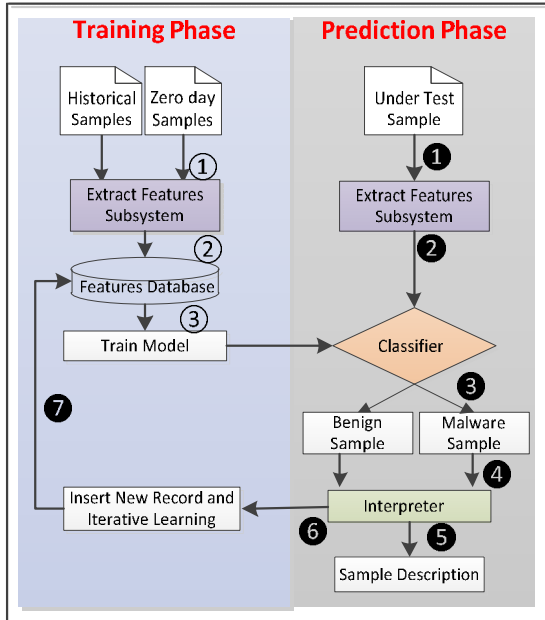 Training Phase
Prediction Phase
Historical
Samples
Zero day
Samples
Under Test
Sample
1
1
Extract Features
Subsystem
Extract Features
Subsystem
2
2
Features Database
3
Train Model
Classifier
3
7
Benign
Sample
Malware
Sample
4
Insert New Record and
Iterative Learning
Interpreter
6
5
Sample Description